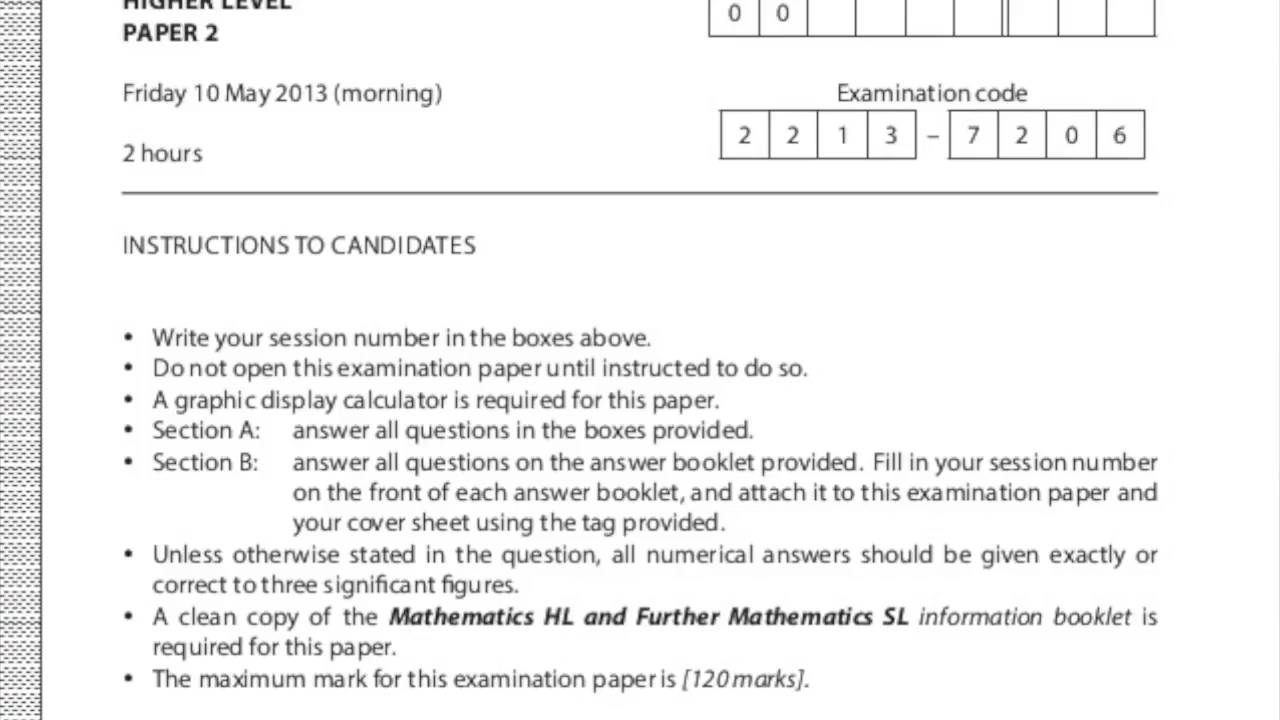 HIGHER LEVEL
PAPER 2
0 0
Friday 10 May 2013 (morning)
Examination code
2 2 1 3 – 7 2 0 6
2 hours
INSTRUCTIONS TO CANDIDATES
• Write your session number in the boxes above.
• Do not open this examination paper until instructed to do so.
• A graphic display calculator is required for this paper.
• Section A: answer all questions in the boxes provided.
• Section B: answer all questions on the answer booklet provided. Fill in your session number
on the front of each answer booklet, and attach it to this examination paper and
your cover sheet using the tag provided.
• Unless otherwise stated in the question, all numerical answers should be given exactly or
correct to three significant figures.
• A clean copy of the Mathematics HL and Further Mathematics SL information booklet is
required for this paper.
• The maximum mark for this examination paper is [120 marks].